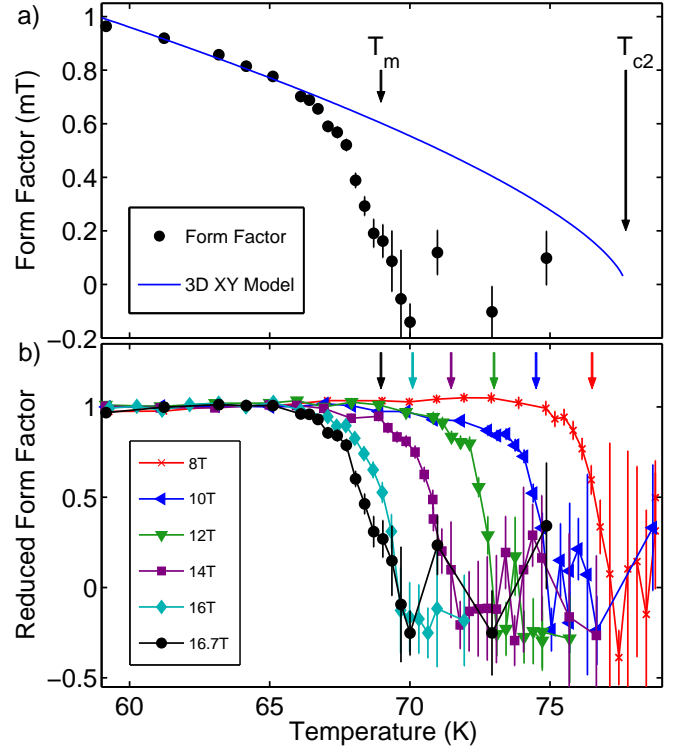 a)
1
0.8
0.6
0.4
0.2
0
−0.2
Form Factor (mT)
T_m
T_c2
Form Factor
3D XY Model
b)
1
0.5
0
−0.5
Reduced Form Factor
8T
10T
12T
14T
16T
16.7T
60 65 70 75
Temperature (K)